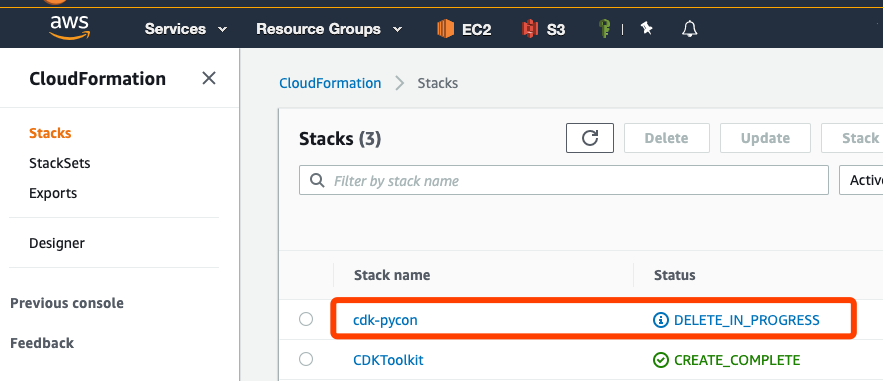 aws Services Resource Groups EC2 S3
CloudFormation
Stacks
StackSets
Exports
Designer
Previous console
Feedback
CloudFormation > Stacks
Stacks (3) Delete Update Stack
Filter by stack name Active
Stack name Status
cdk-pycon DELETE_IN_PROGRESS
CDKToolkit CREATE_COMPLETE